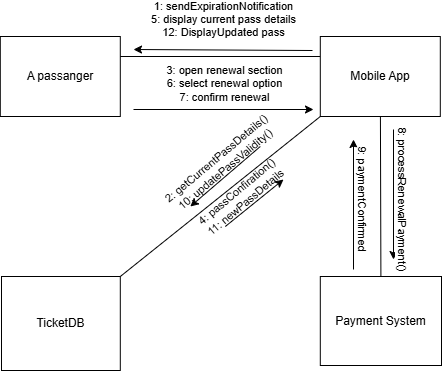 1: sendExpirationNotification
5: display current pass details
12: DisplayUpdated pass
A passanger
3: open renewal section
6: select renewal option
7: confirm renewal
Mobile App
2: getCurrentPassDetails()
10: updatePassValidity()
4: passConfiration()
11: newPassDetails
9: paymentConfirmed
8: processRenewalPayment()
TicketDB
Payment System